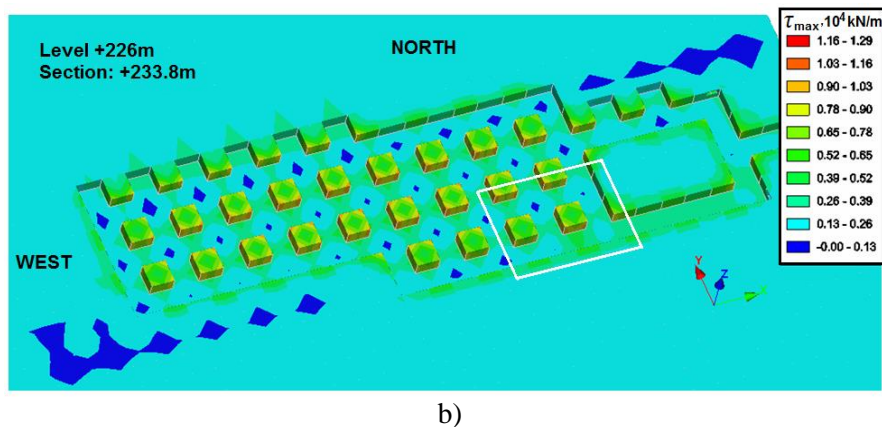 Level +226m
Section: +233.8m
NORTH
WEST
τmax,10⁴ kN/m
1.16 - 1.29
1.03 - 1.16
0.90 - 1.03
0.78 - 0.90
0.65 - 0.78
0.52 - 0.65
0.39 - 0.52
0.26 - 0.39
0.13 - 0.26
-0.00 - 0.13
Y
Z
b)